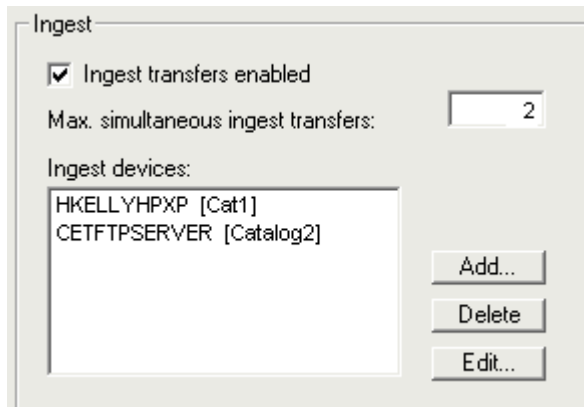 Ingest
Ingest transfers enabled
Max. simultaneous ingest transfers: 2
Ingest devices:
HKELLYHPXP [Cat1]
CETFTPSERVER [Catalog2]
Add...
Delete
Edit...